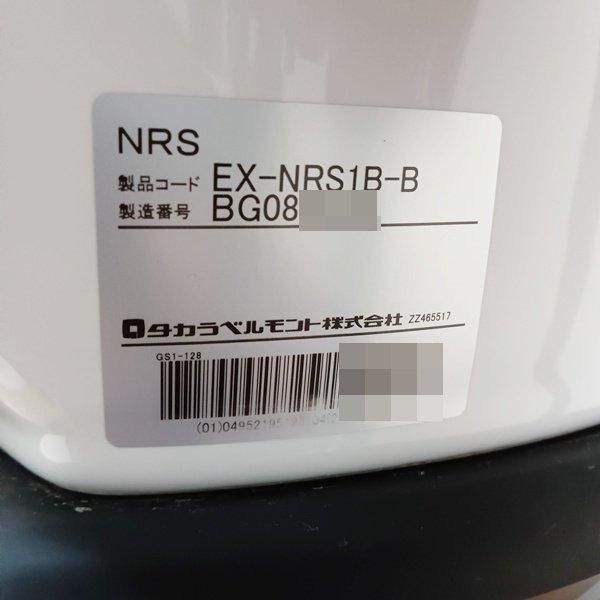 NRS
製品コード EX-NRS1B-B
製造番号 BG08
タカラベルモント株式会社 ZZ465517
GS1-128